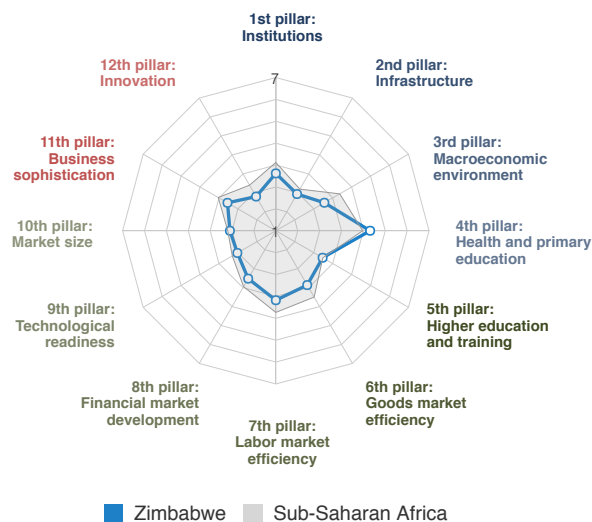 1st pillar:
Institutions
2nd pillar:
Infrastructure
3rd pillar:
Macroeconomic
environment
4th pillar:
Health and primary
education
5th pillar:
Higher education
and training
6th pillar:
Goods market
efficiency
7th pillar:
Labor market
efficiency
8th pillar:
Financial market
development
9th pillar:
Technological
readiness
10th pillar:
Market size
11th pillar:
Business
sophistication
12th pillar:
Innovation
7
1
Zimbabwe
Sub-Saharan Africa